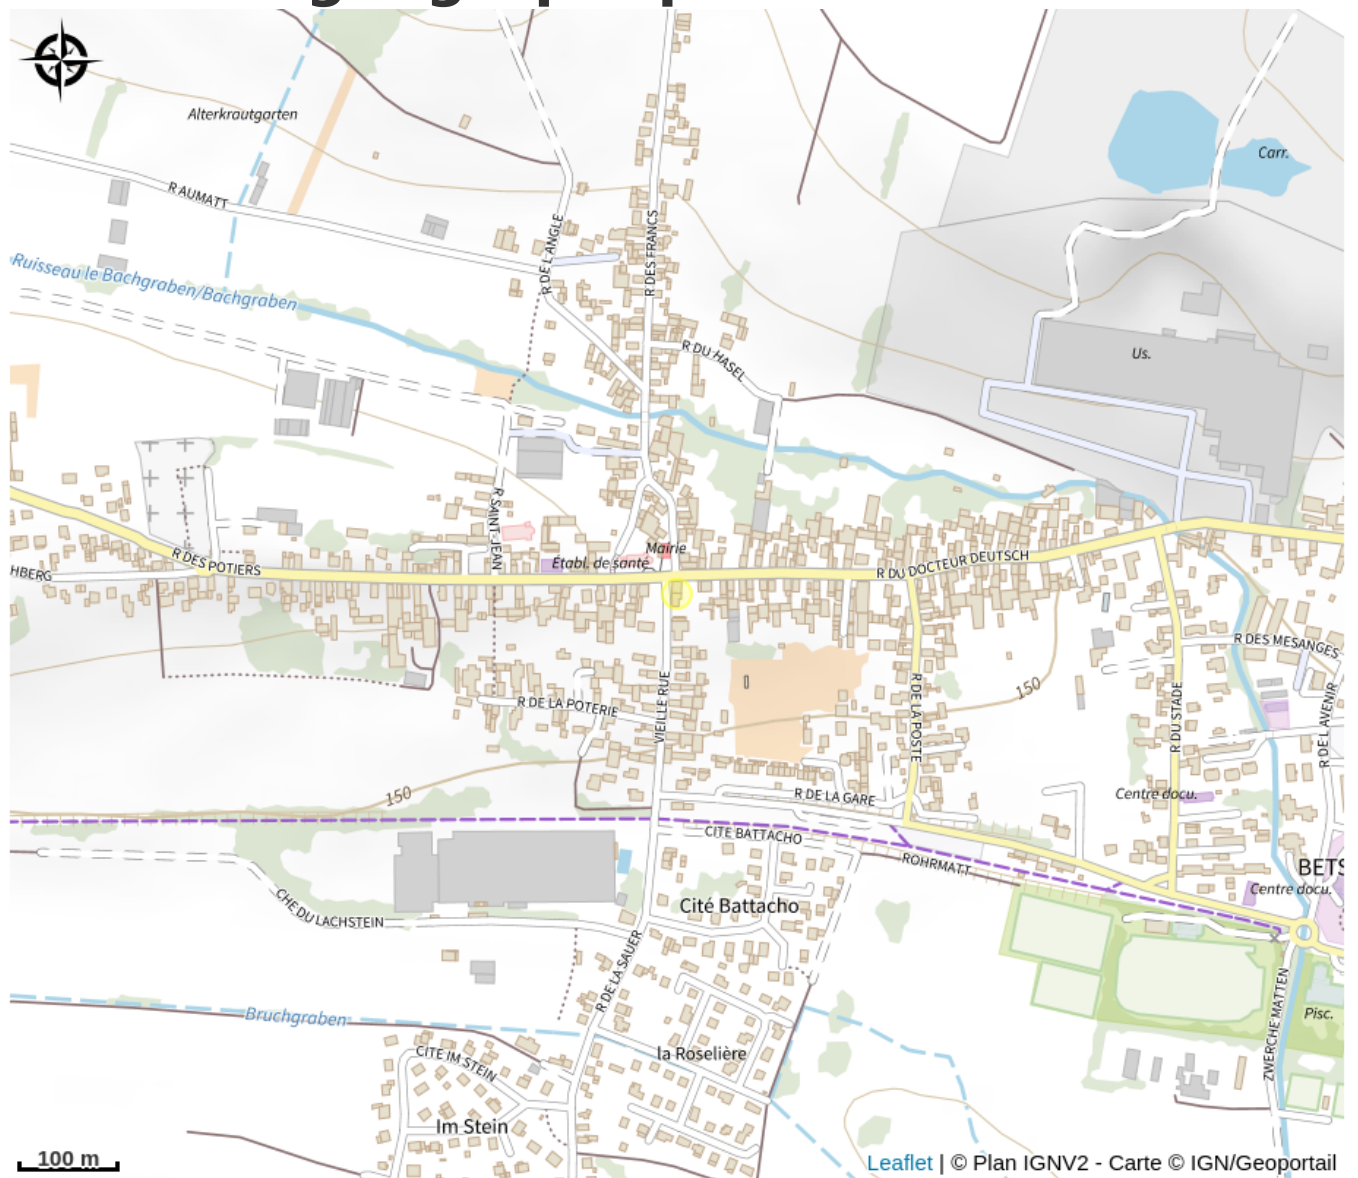 Alterkrautgarten
Carr.
R AUMATT
R DE L'ANGLE
R DES FRANCS
Ruisseau le Bachgraben/Bachgraben
R DU HASEL
Us.
R SAINT-JEAN
Mairie
Établ. de santé
R DES POTIERS
R DU DOCTEUR DEUTSCH
HBERG
R DES MESANGES
150
R DE LA POTERIE
VIEILLE RUE
R DE LA POSTE
R DU STADE
R DE L AVENIR
150
R DE LA GARE
Centre docu.
CITE BATTACHO
ROHRMATT
BETS
Centre docu.
CHE DU LACHSTEIN
Cité Battacho
R DE LA SAUER
ZWERCHE MATTEN
Bruchgraben
Pisc.
CITE IM STEIN
la Roselière
Im Stein
100 m
Leaflet | © Plan IGNV2 - Carte © IGN/Geoportail